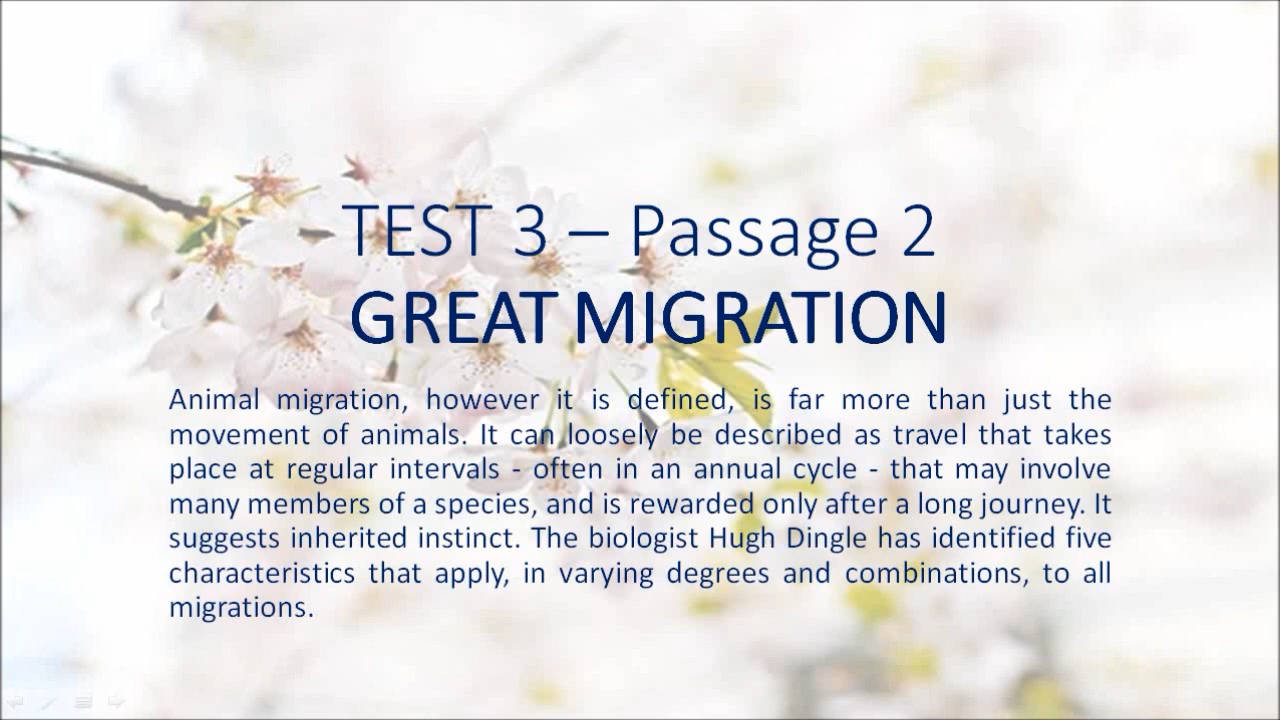 TEST 3 – Passage 2
GREAT MIGRATION
Animal migration, however it is defined, is far more than just the
movement of animals. It can loosely be described as travel that takes
place at regular intervals - often in an annual cycle - that may involve
many members of a species, and is rewarded only after a long journey. It
suggests inherited instinct. The biologist Hugh Dingle has identified five
characteristics that apply, in varying degrees and combinations, to all
migrations.